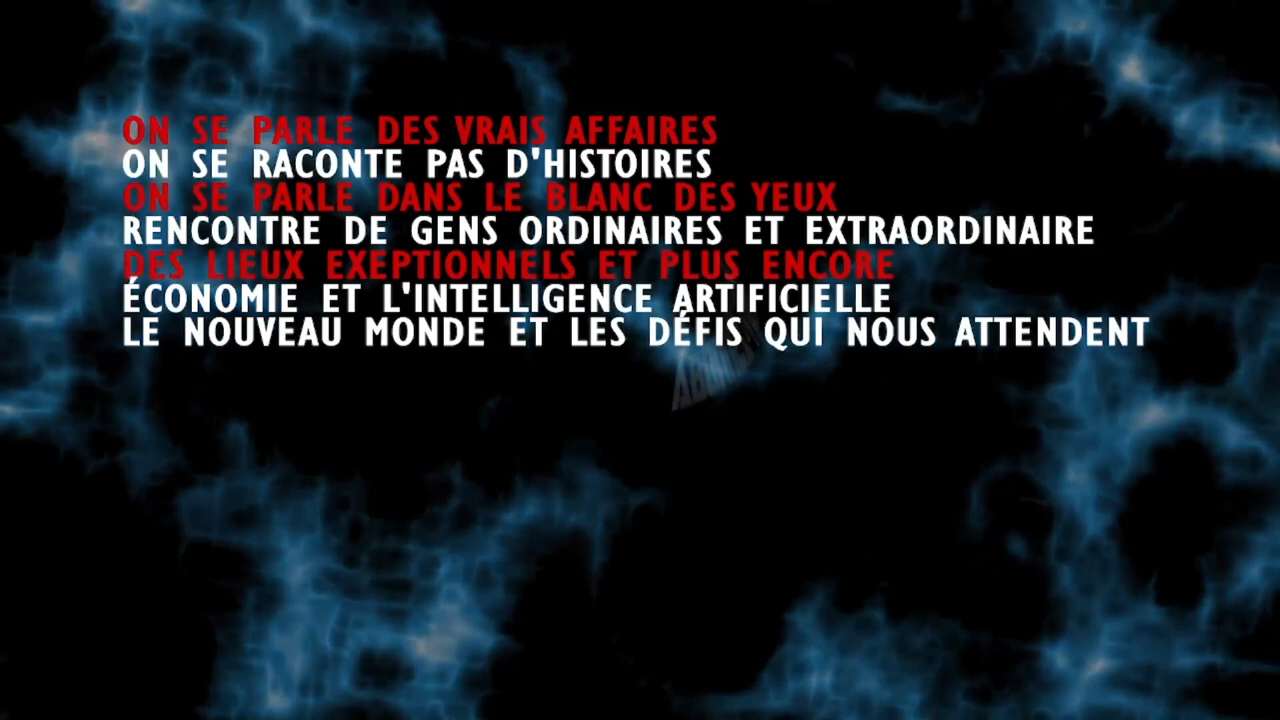 ON SE PARLE DES VRAIS AFFAIRES
ON SE RACONTE PAS D'HISTOIRES
ON SE PARLE DANS LE BLANC DES YEUX
RENCONTRE DE GENS ORDINAIRES ET EXTRAORDINAIRE
DES LIEUX EXEPTIONNELS ET PLUS ENCORE
ÉCONOMIE ET L'INTELLIGENCE ARTIFICIELLE
LE NOUVEAU MONDE ET LES DÉFIS QUI NOUS ATTENDENT